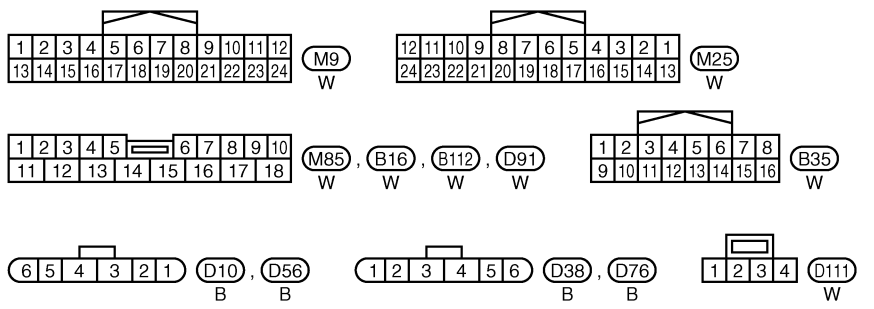 1 2 3 4 5 6 7 8 9 10 11 12
13 14 15 16 17 18 19 20 21 22 23 24
M9
W
12 11 10 9 8 7 6 5 4 3 2 1
24 23 22 21 20 19 18 17 16 15 14 13
M25
W
1 2 3 4 5 6 7 8 9 10
11 12 13 14 15 16 17 18
M85 , B16 , B112 , D91
W W W W
1 2 3 4 5 6 7 8
9 10 11 12 13 14 15 16
B35
W
6 5 4 3 2 1
D10 , D56
B B
1 2 3 4 5 6
D38 , D76
B B
1 2 3 4
D111
W